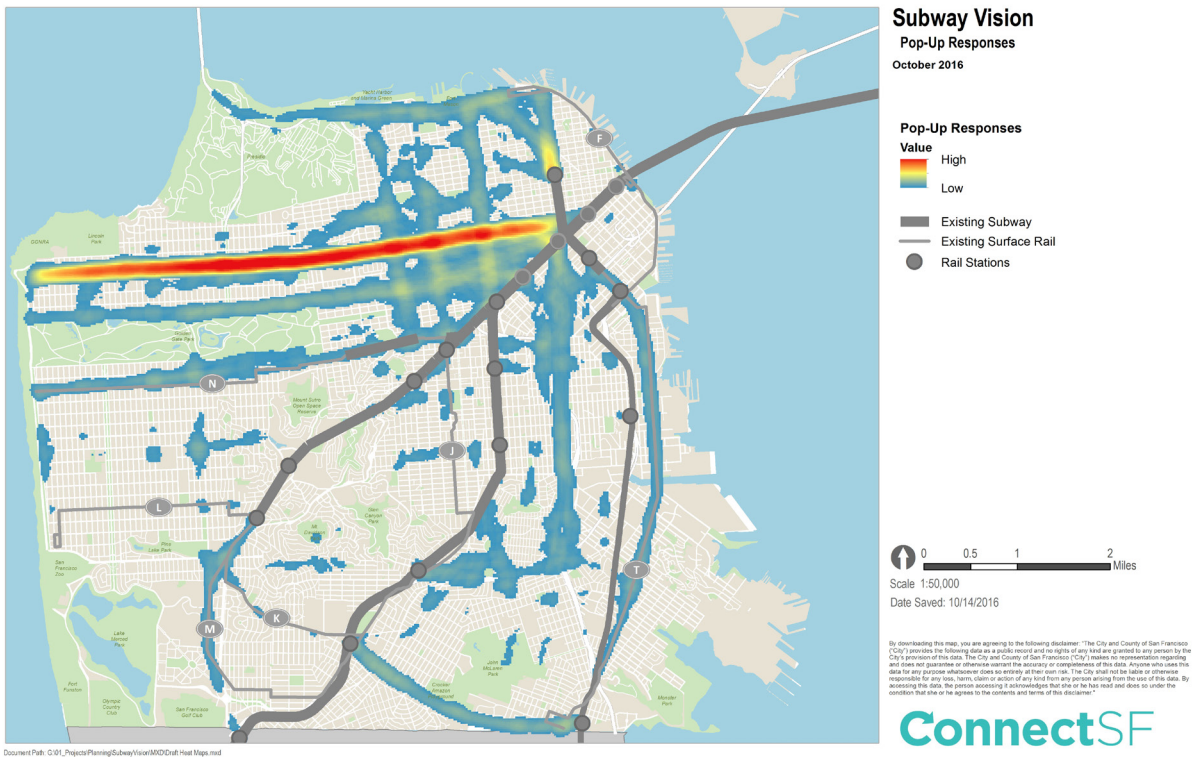 Subway Vision
Pop-Up Responses
October 2016
Pop-Up Responses
Value
High
Low
Existing Subway
Existing Surface Rail
Rail Stations
Yacht Harbor
and Marina Green
Presidio
F
GGNRA
Lincoln
Park
Golden
Gate Park
N
Mount Sutro
Open Space
Reserve
J
L
Glen
Canyon
Park
Mt
Pine
Lake Park
San
Francisco
Zoo
T
K
M
Lake
Merced
Park
John
McLaren
Park
Crocker
Amazon
Fort
Funston
Olympic
Country
Club
San Francisco
Golf Club
Park
0 0.5 1 2
Miles
Scale 1:50,000
Date Saved: 10/14/2016
By downloading this map, you are agreeing to the following disclaimer: "The City and County of San Francisco
("City") provides the following data as a public record and no rights of any kind are granted to any person by the
City's provision of this data. The City and County of San Francisco ("City") makes no representation regarding
and does not guarantee or otherwise warrant the accuracy or completeness of this data. Anyone who uses this
data for any purpose whatsoever does so entirely at their own risk. The City shall not be liable or otherwise
responsible for any loss, harm, claim or action of any kind from any person arising from the use of this data. By
accessing this data, the person accessing it acknowledges that she or he has read and does so under the
condition that she or he agrees to the contents and terms of this disclaimer."
ConnectSF
Document Path: G:\01_Projects\Planning\SubwayVision\MXD\Draft Heat Maps.mxd